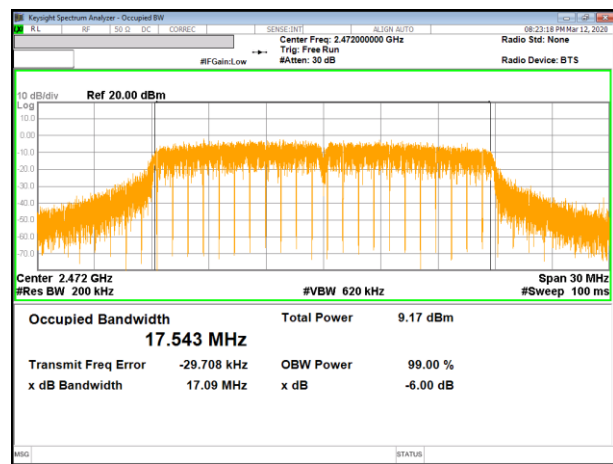 Keysight Spectrum Analyzer - Occupied BW
RL RF 50 Ω DC CORREC SENSE:INT ALIGN AUTO 08:23:18 PM Mar 12, 2020
Center Freq: 2.472000000 GHz Radio Std: None
Trig: Free Run
#IFGain:Low #Atten: 30 dB Radio Device: BTS
10 dB/div Ref 20.00 dBm
Log
10.0
0.00
-10.0
-20.0
-30.0
-40.0
-50.0
-60.0
-70.0
Center 2.472 GHz Span 30 MHz
#Res BW 200 kHz #VBW 620 kHz #Sweep 100 ms
Occupied Bandwidth Total Power 9.17 dBm
17.543 MHz
Transmit Freq Error -29.708 kHz OBW Power 99.00 %
x dB Bandwidth 17.09 MHz x dB -6.00 dB
MSG STATUS